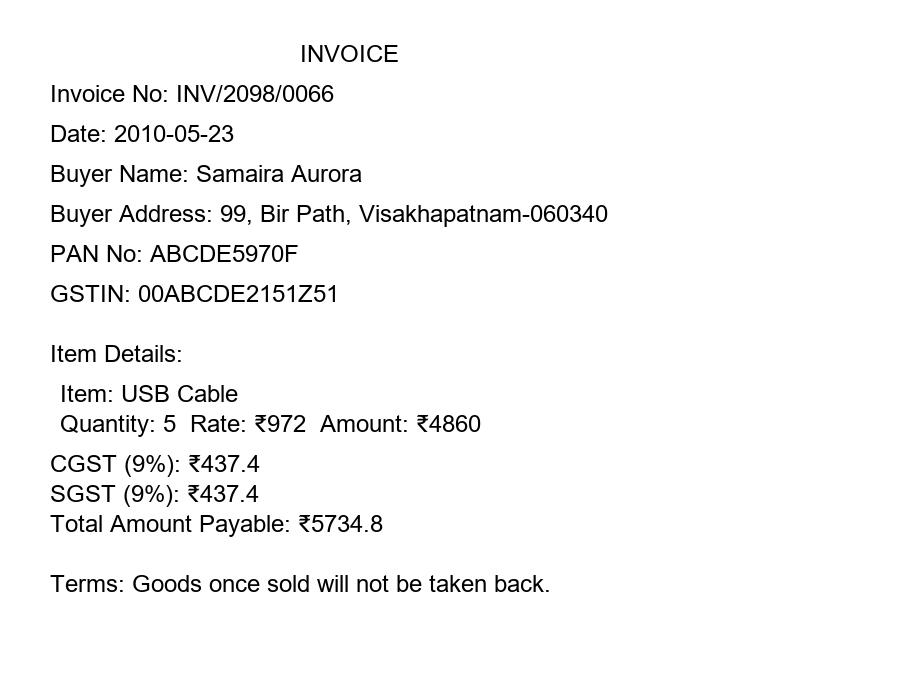 INVOICE
Invoice No: INV/2098/0066
Date: 2010-05-23
Buyer Name: Samaira Aurora
Buyer Address: 99, Bir Path, Visakhapatnam-060340
PAN No: ABCDE5970F
GSTIN: 00ABCDE2151Z51
Item Details:
Item: USB Cable
Quantity: 5 Rate: ₹972 Amount: ₹4860
CGST (9%): ₹437.4
SGST (9%): ₹437.4
Total Amount Payable: ₹5734.8
Terms: Goods once sold will not be taken back.